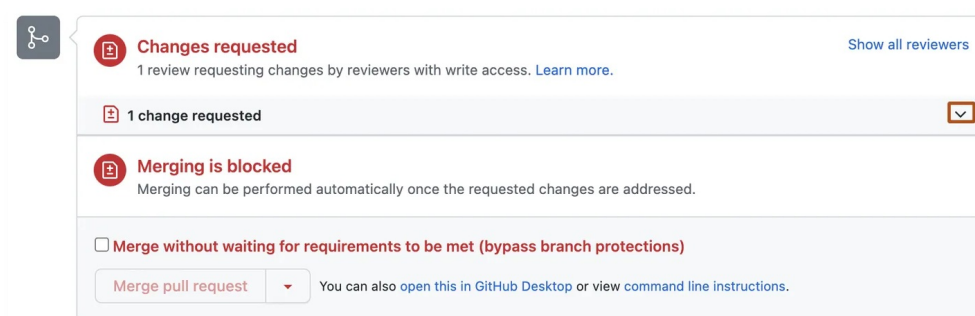 Changes requested
Show all reviewers
1 review requesting changes by reviewers with write access. Learn more.
1 change requested
Merging is blocked
Merging can be performed automatically once the requested changes are addressed.
Merge without waiting for requirements to be met (bypass branch protections)
Merge pull request
You can also open this in GitHub Desktop or view command line instructions.